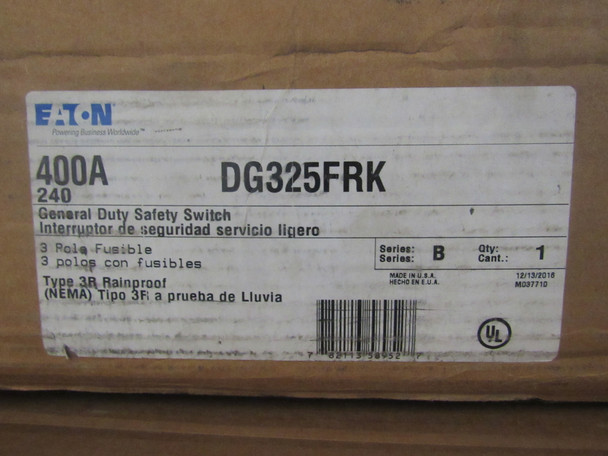 EATON
Powering Business Worldwide™
400A
240
DG325FRK
General Duty Safety Switch
Interruptor de seguridad servicio ligero
3 Pole Fusible
3 polos con fusibles
Type 3R Rainproof
(NEMA) Tipo 3R a prueba de Lluvia
Series: B Qty: 1
Series: Cant.:
MADE IN U.S.A. 12/13/2016
HECHO EN E.U.A. M037710
UL